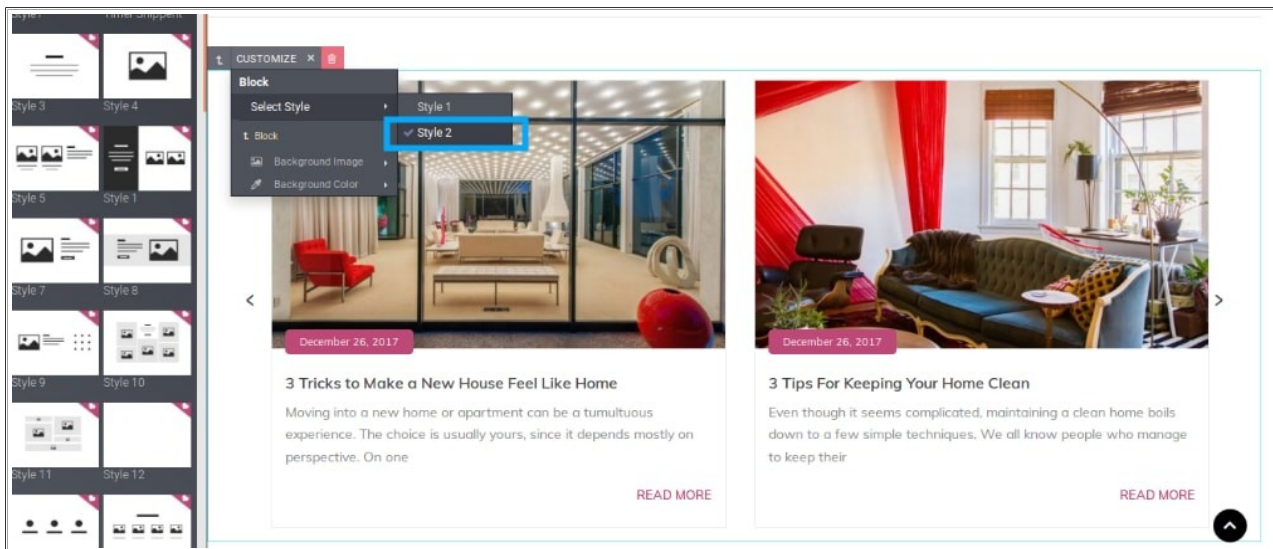 Style1
Timer Snippent
Style 3
Style 4
Style 5
Style 1
Style 7
Style 8
Style 9
Style 10
Style 11
Style 12
CUSTOMIZE ×
Block
Select Style
Style 1
Style 2
Block
Background Image
Background Color
December 26, 2017
3 Tricks to Make a New House Feel Like Home
Moving into a new home or apartment can be a tumultuous
experience. The choice is usually yours, since it depends mostly on
perspective. On one
READ MORE
December 26, 2017
3 Tips For Keeping Your Home Clean
Even though it seems complicated, maintaining a clean home boils
down to a few simple techniques. We all know people who manage
to keep their
READ MORE